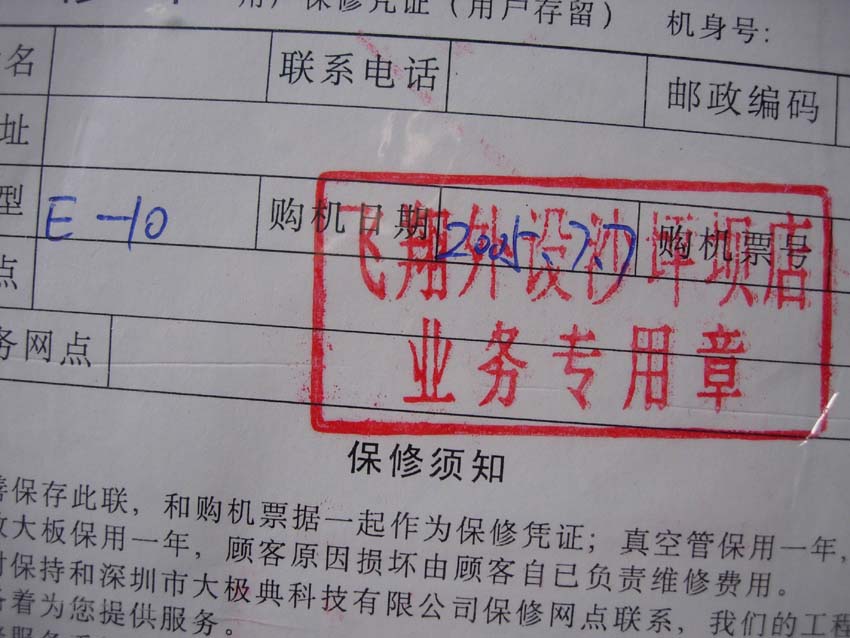 用户保修凭证（用户存留） 机身号：
名 联系电话 邮政编码
址
型 E-10 购机日期 2005.7.7 购机票号
点
务网点
飞翔外设沙坪坝店
业务专用章
保修须知
善保存此联，和购机票据一起作为保修凭证；真空管保用一年，
放大板保用一年，顾客原因损坏由顾客自已负责维修费用。
时保持和深圳市大极典科技有限公司保修网点联系，我们的工程
着为您提供服务。